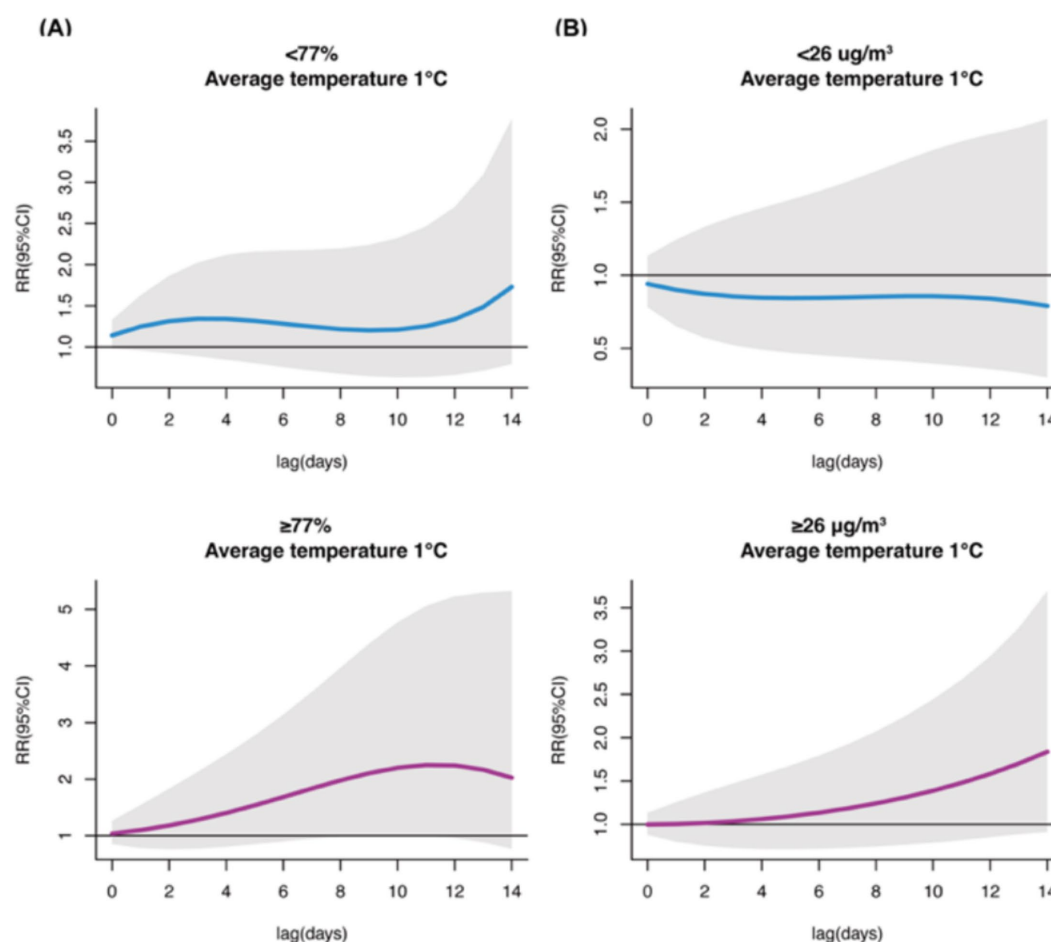 (A)
<77%
Average temperature 1°C
RR(95%CI)
3.5
3.0
2.5
2.0
1.5
1.0
0 2 4 6 8 10 12 14
lag(days)
(B)
<26 ug/m³
Average temperature 1°C
RR(95%CI)
2.0
1.5
1.0
0.5
0 2 4 6 8 10 12 14
lag(days)
≥77%
Average temperature 1°C
RR(95%CI)
5
4
3
2
1
0 2 4 6 8 10 12 14
lag(days)
≥26 µg/m³
Average temperature 1°C
RR(95%CI)
3.5
3.0
2.5
2.0
1.5
1.0
0 2 4 6 8 10 12 14
lag(days)